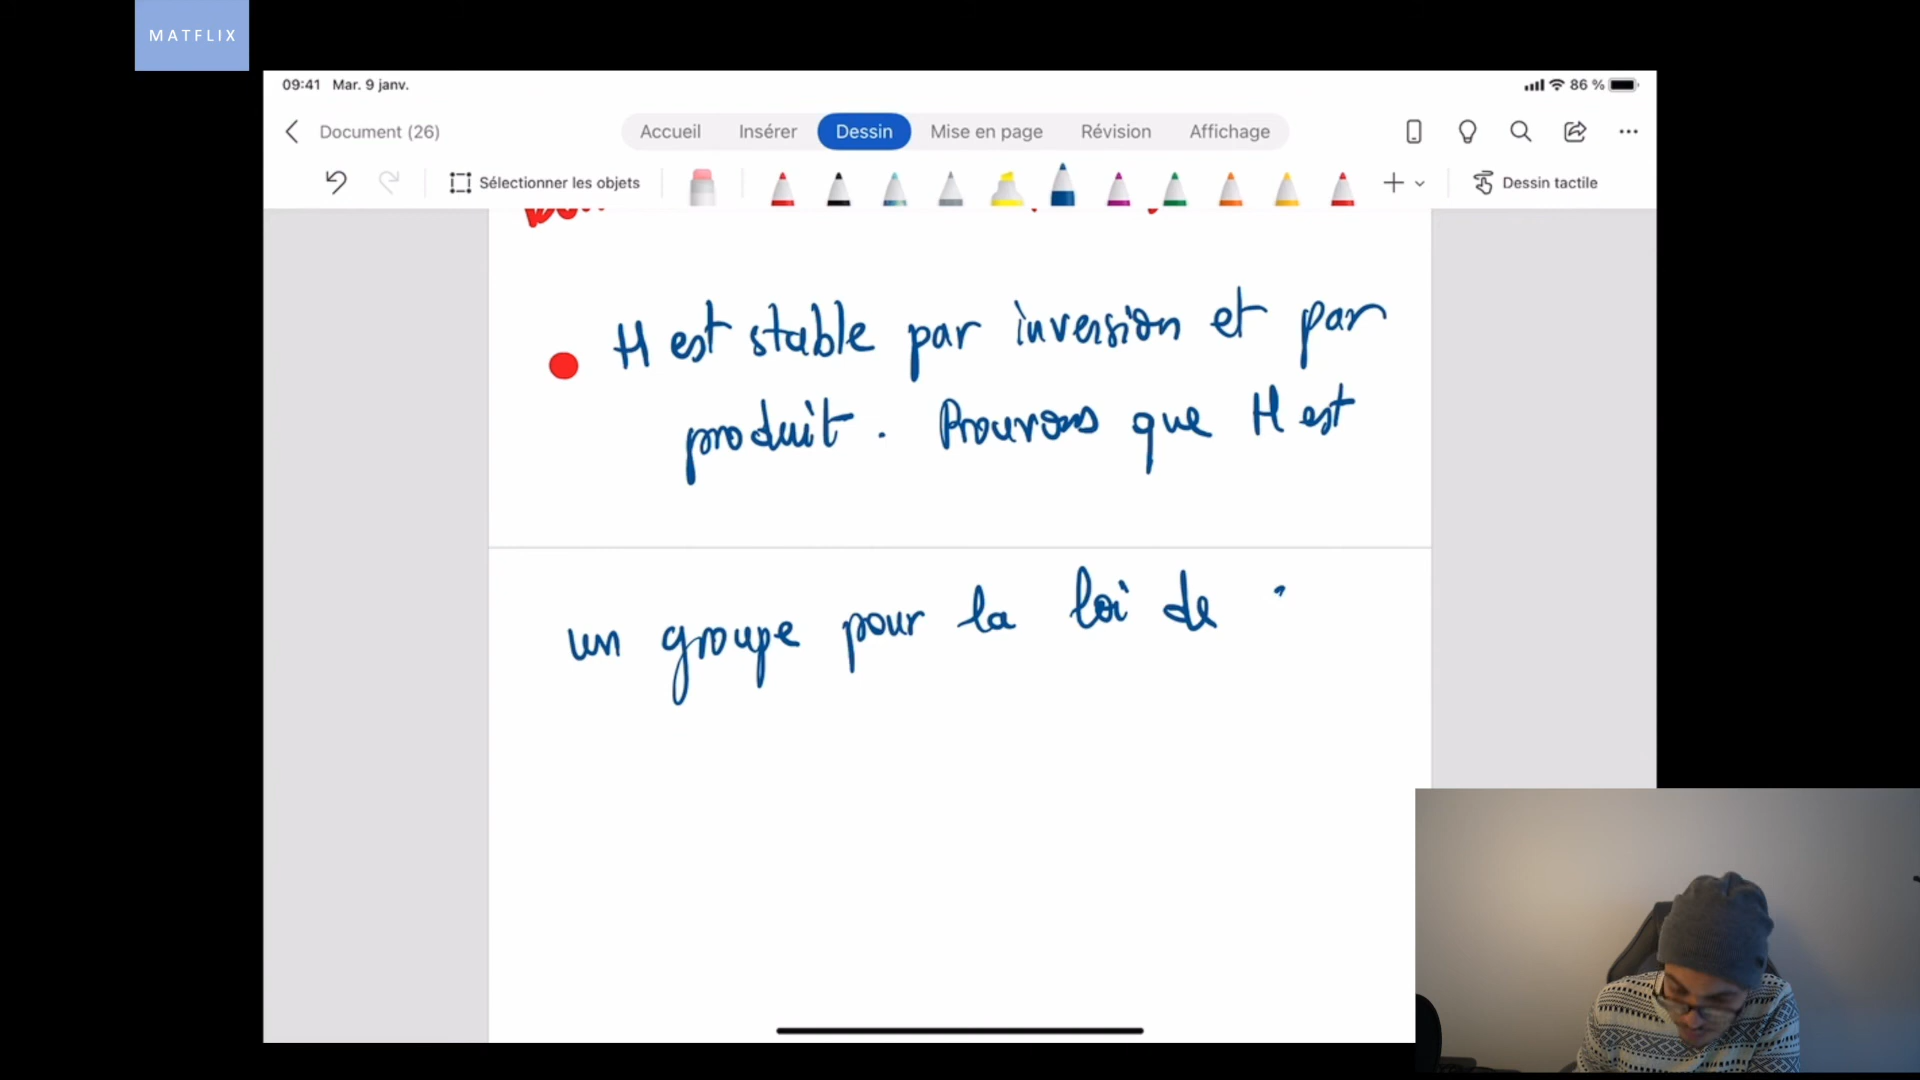 MATFLIX
09:41 Mar. 9 janv.
86 %
Document (26)
Accueil Insérer Dessin Mise en page Révision Affichage
Sélectionner les objets
Dessin tactile
H est stable par inversion et par
produit. Prouvons que H est
un groupe pour la loi de